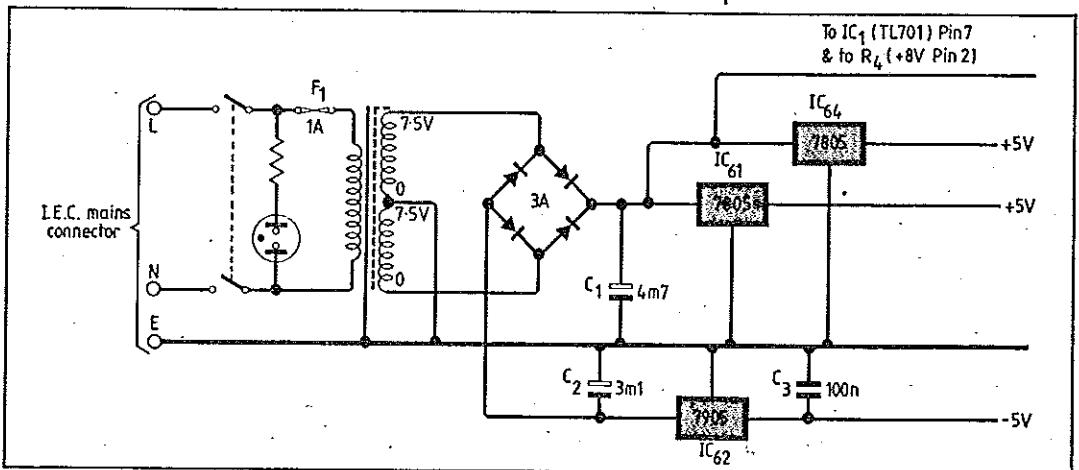 To IC1 (TL701) Pin7
& to R4 (+8V Pin 2)
F1
1A
L
7·5V
IC64
7805
+5V
IC61
7805
+5V
0
7·5V
3A
I.E.C. mains
connector
N
0
C1
4m7
E
C2
3m1
C3
100n
7905
-5V
IC62